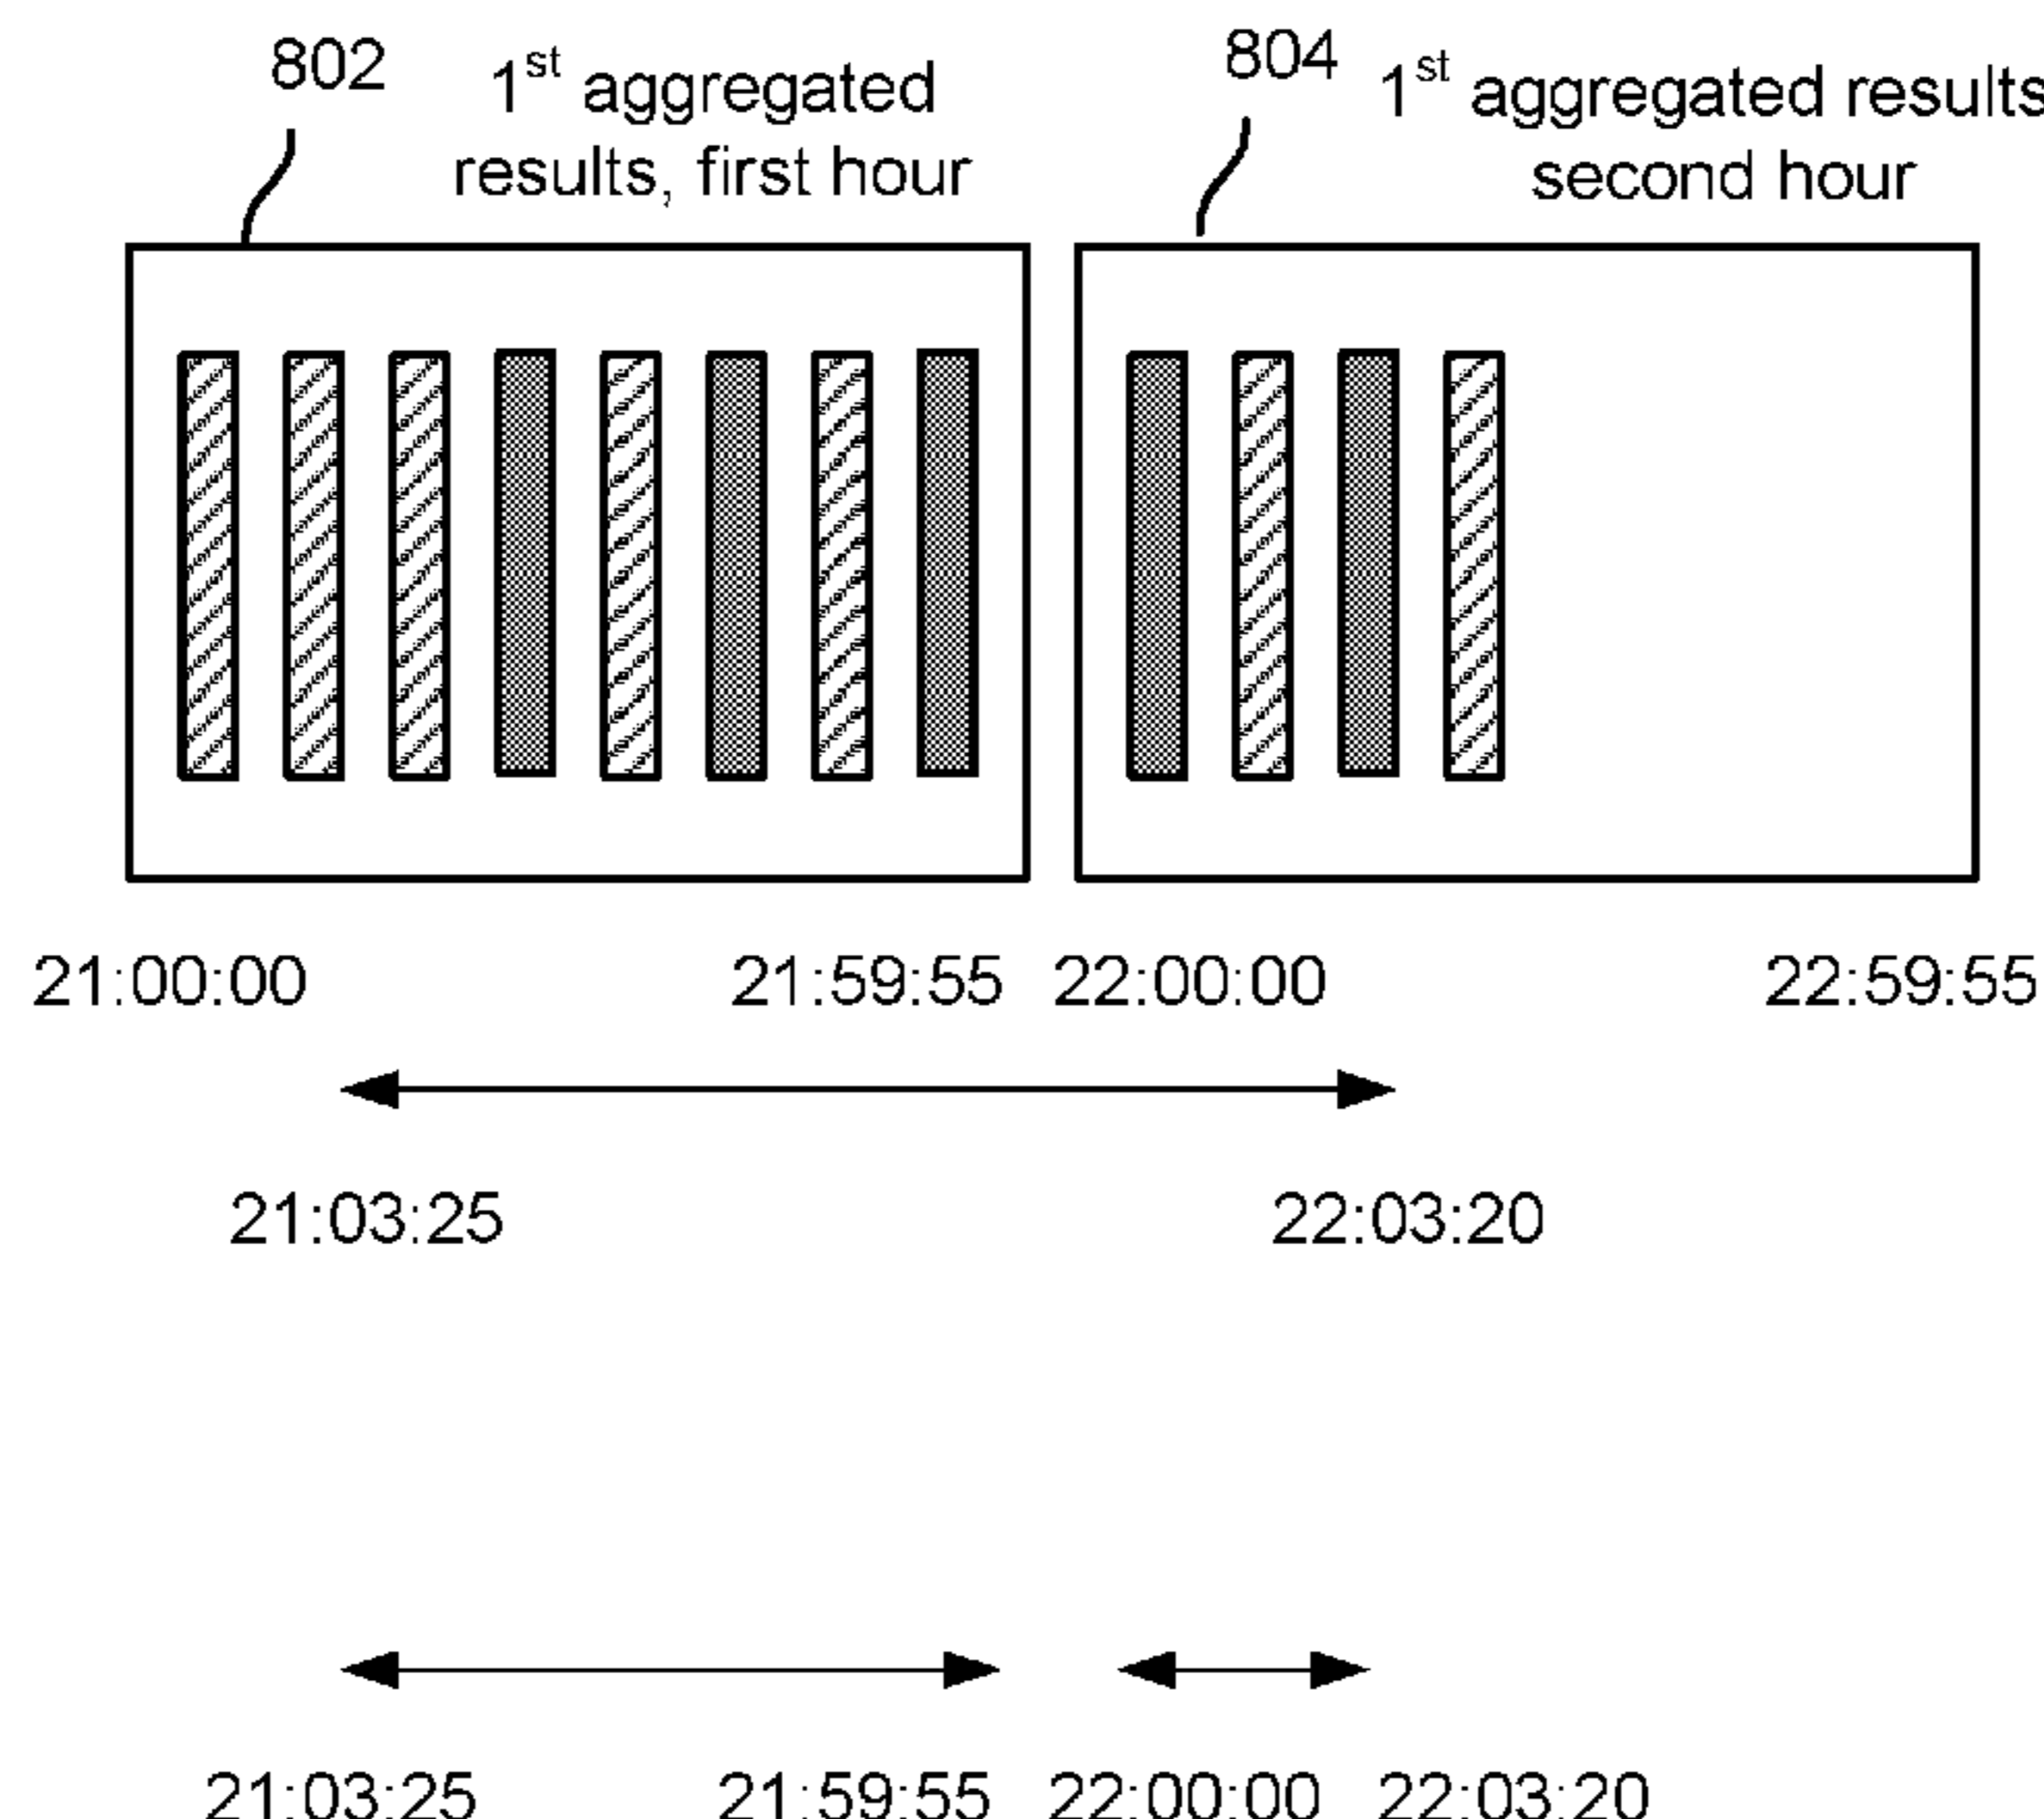 802
1st aggregated
results, first hour
804
1st aggregated results
second hour
21:00:00 21:59:55 22:00:00 22:59:55
21:03:25 22:03:20
21:03:25 21:59:55 22:00:00 22:03:20